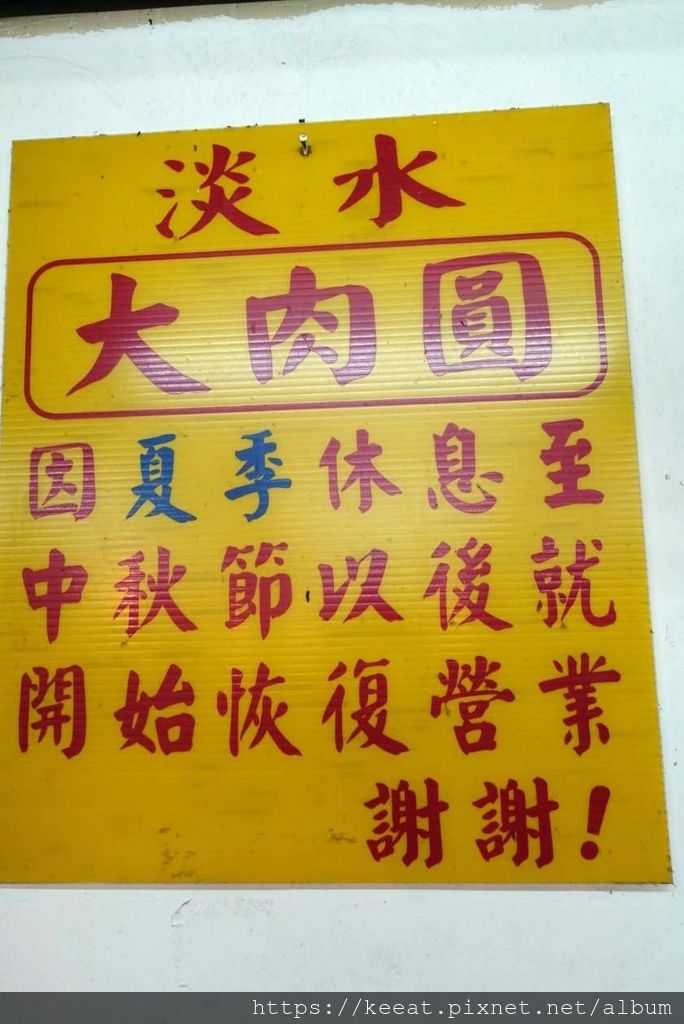 淡水
大肉圓
因夏季休息至
中秋節以後就
開始恢復營業
謝謝!
https://keeat.pixnet.net/album